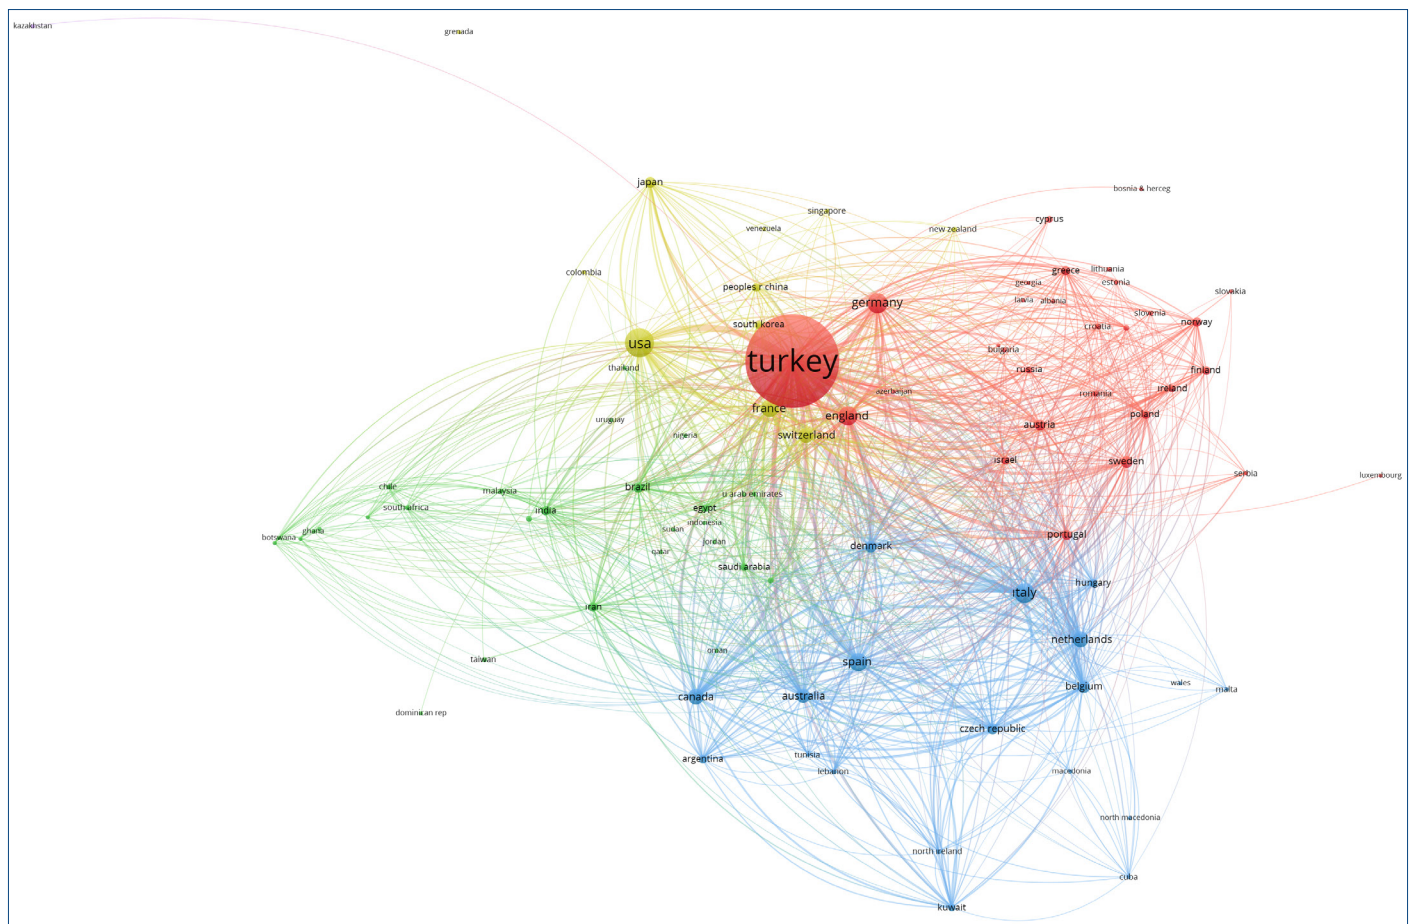 kazakhstan
grenada
japan
bosnia & herceg
singapore
cyprus
venezuela
new zealand
colombia
greece
lithuania
georgia
estonia
peoples r china
slovakia
germany
latvia
albania
slovenia
south korea
croatia
norway
usa
bulgaria
turkey
thailand
russia
finland
azerbaijan
ıreland
romania
france
england
poland
uruguay
austria
nigeria
switzerland
israel
sweden
serbia
luxembourg
chile
malaysia
brazil
u arab emirates
south africa
india
egypt
indonesia
sudan
ghana
botswana
jordan
portugal
qatar
denmark
saudi arabia
hungary
ıtaly
ıran
netherlands
oman
taiwan
spain
wales
belgium
malta
canada
australia
dominican rep
czech republic
tunisia
argentina
lebanon
macedonia
north macedonia
north ireland
cuba
kuwait